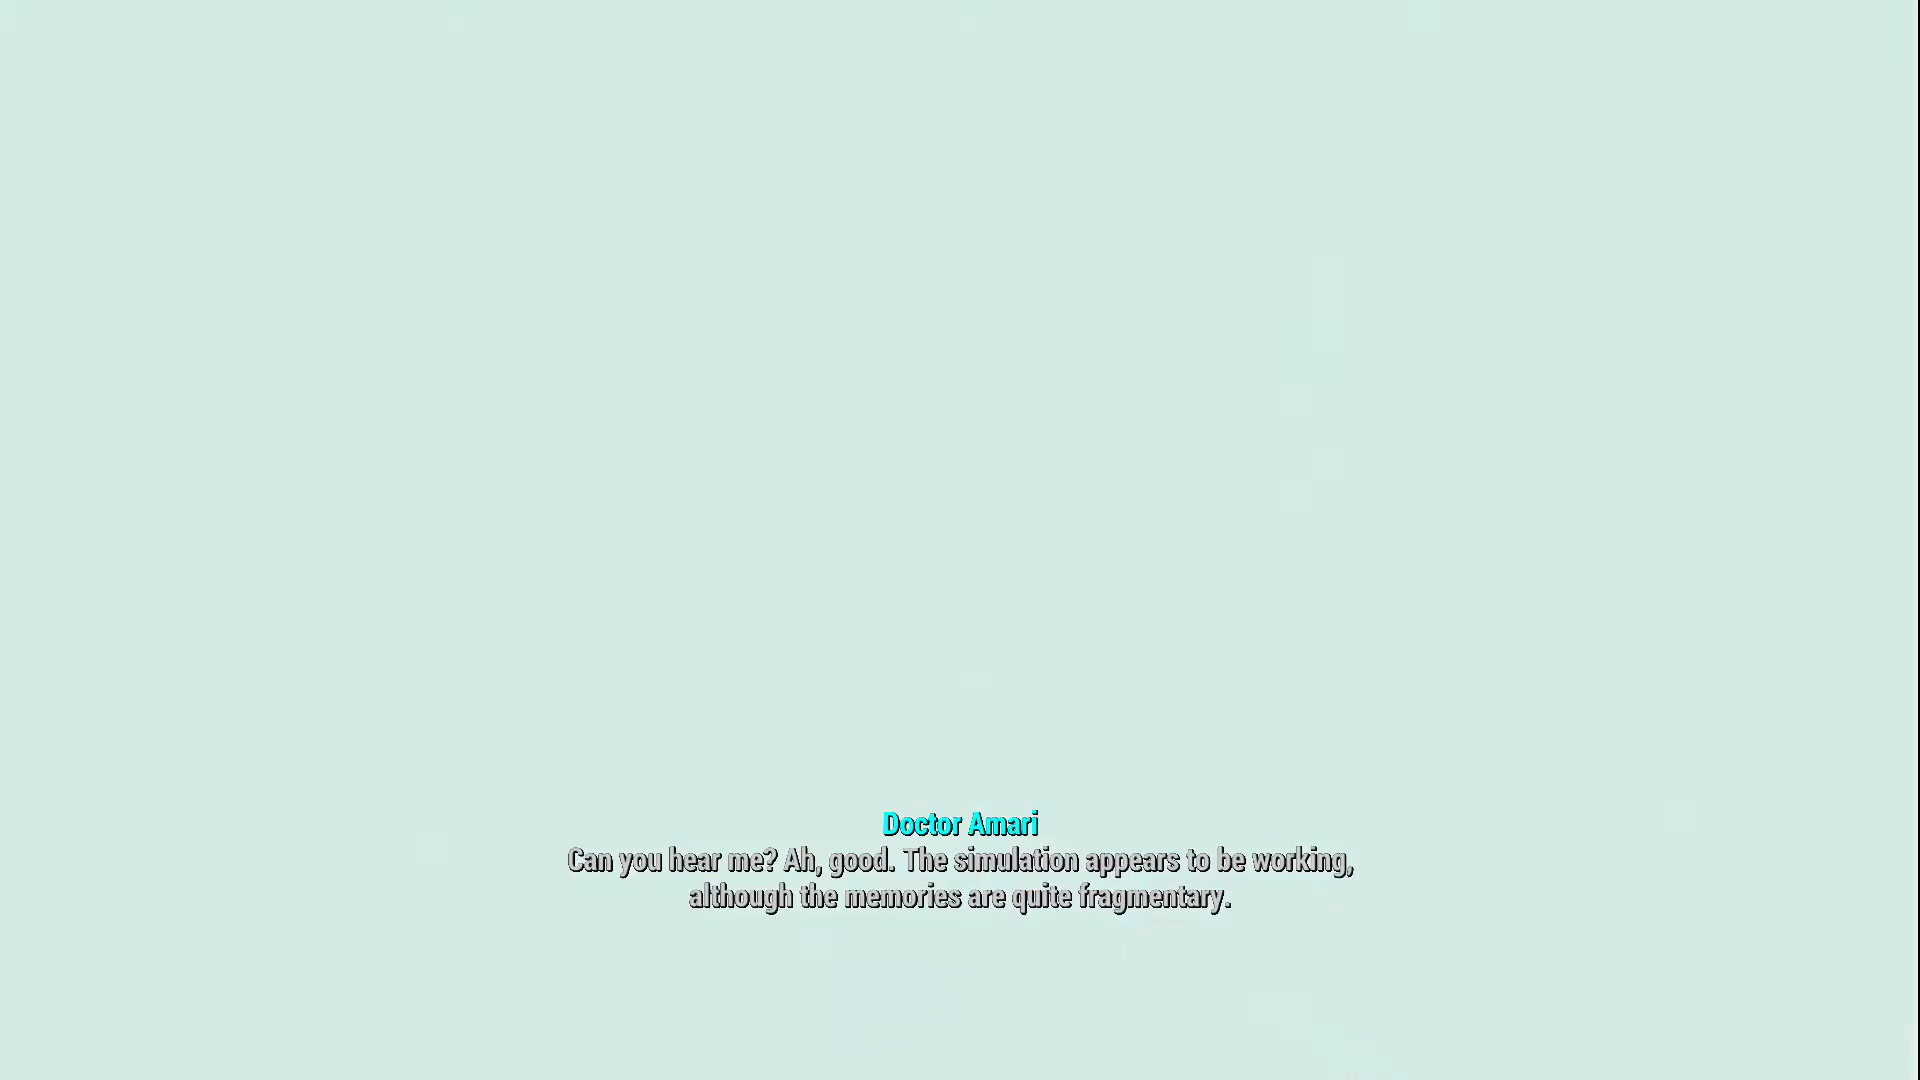 Doctor Amari
Can you hear me? Ah, good. The simulation appears to be working,
although the memories are quite fragmentary.